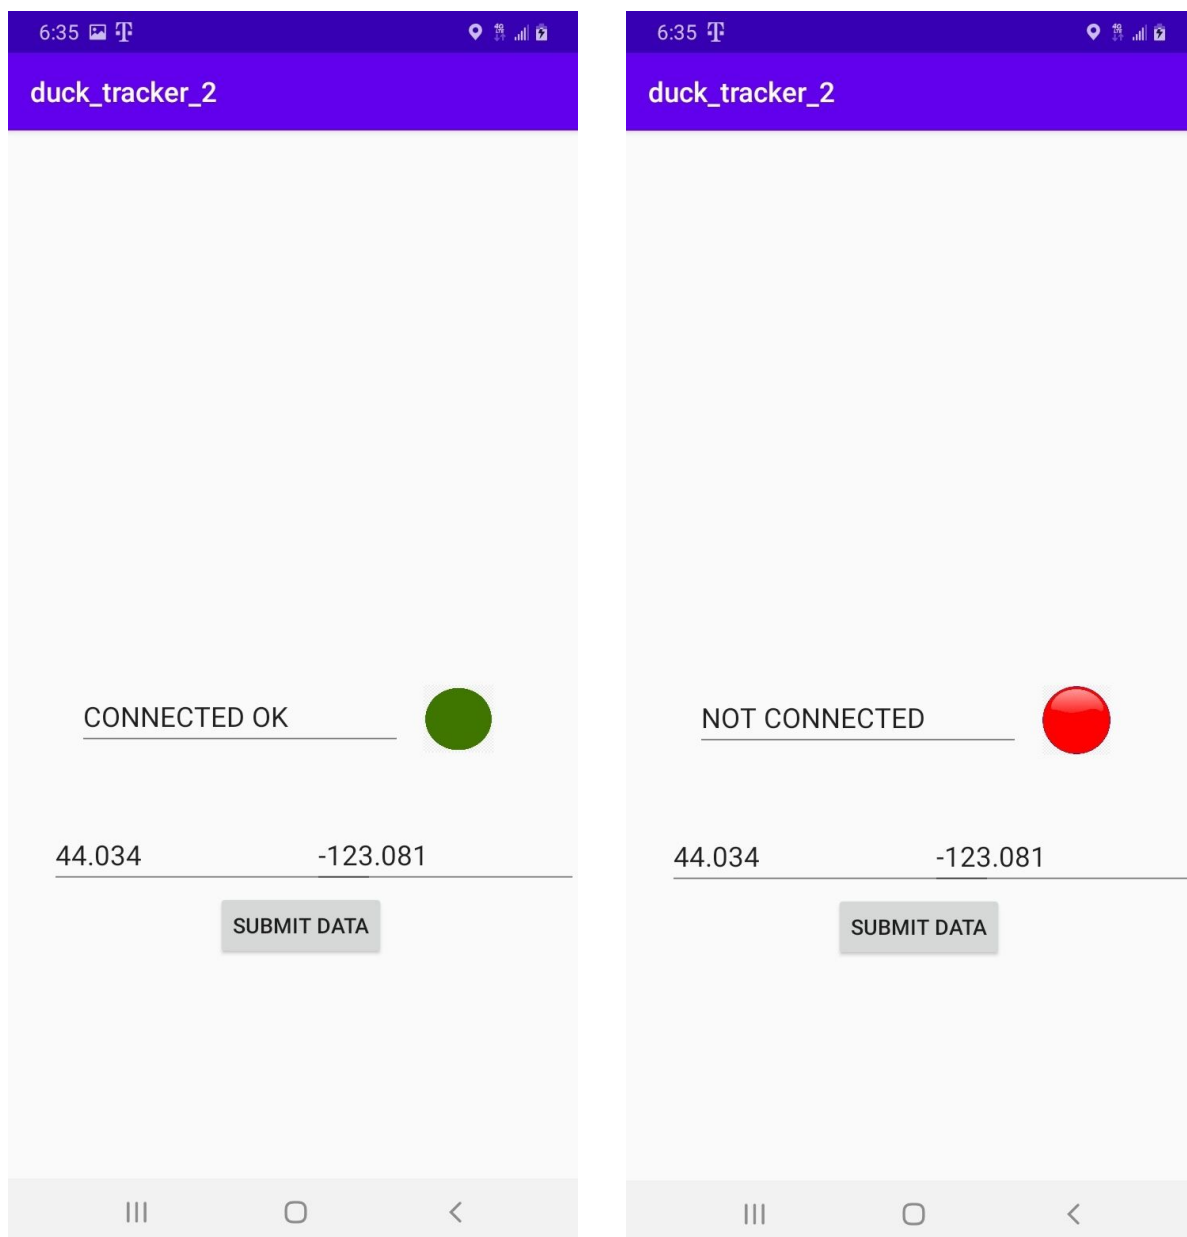 6:35
duck_tracker_2
CONNECTED OK
44.034 -123.081
SUBMIT DATA
6:35
duck_tracker_2
NOT CONNECTED
44.034 -123.081
SUBMIT DATA